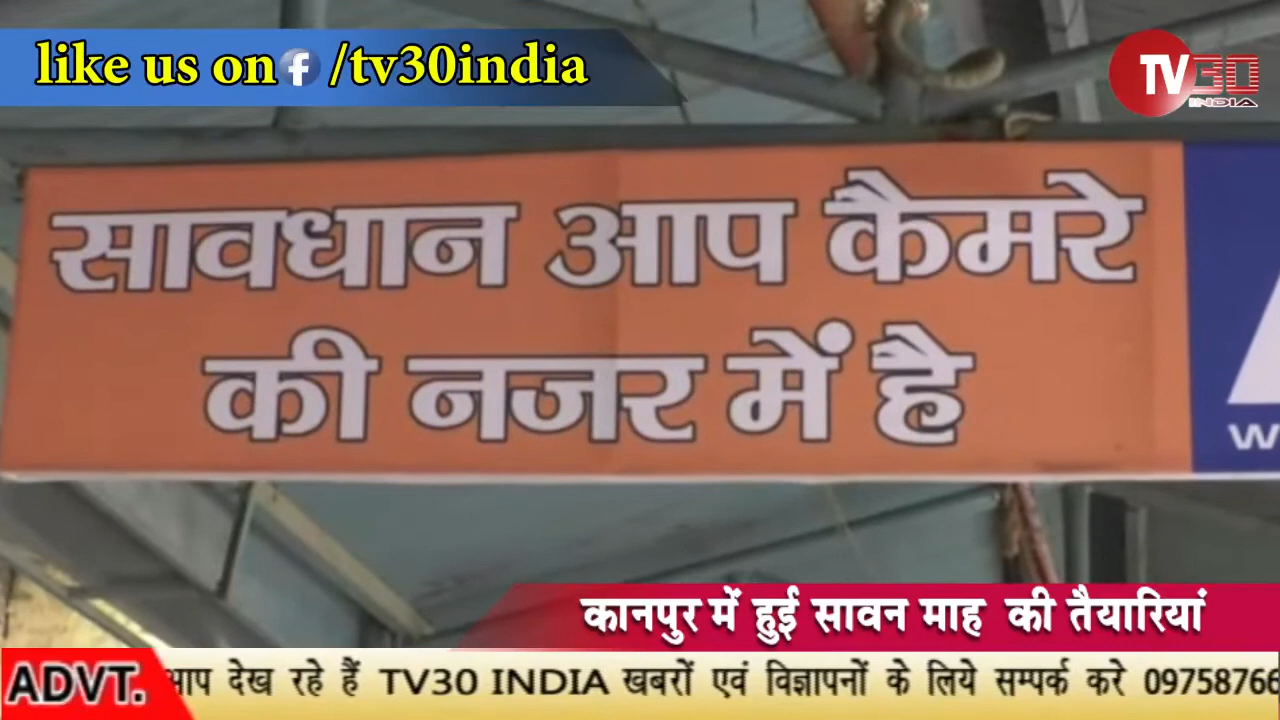 like us on f /tv30india
TV30
INDIA
सावधान आप कैमरे
की नजर में है
W
कानपुर में हुई सावन माह की तैयारियां
ADVT.
आप देख रहे हैं TV30 INDIA खबरों एवं विज्ञापनों के लिये सम्पर्क करे 09758766